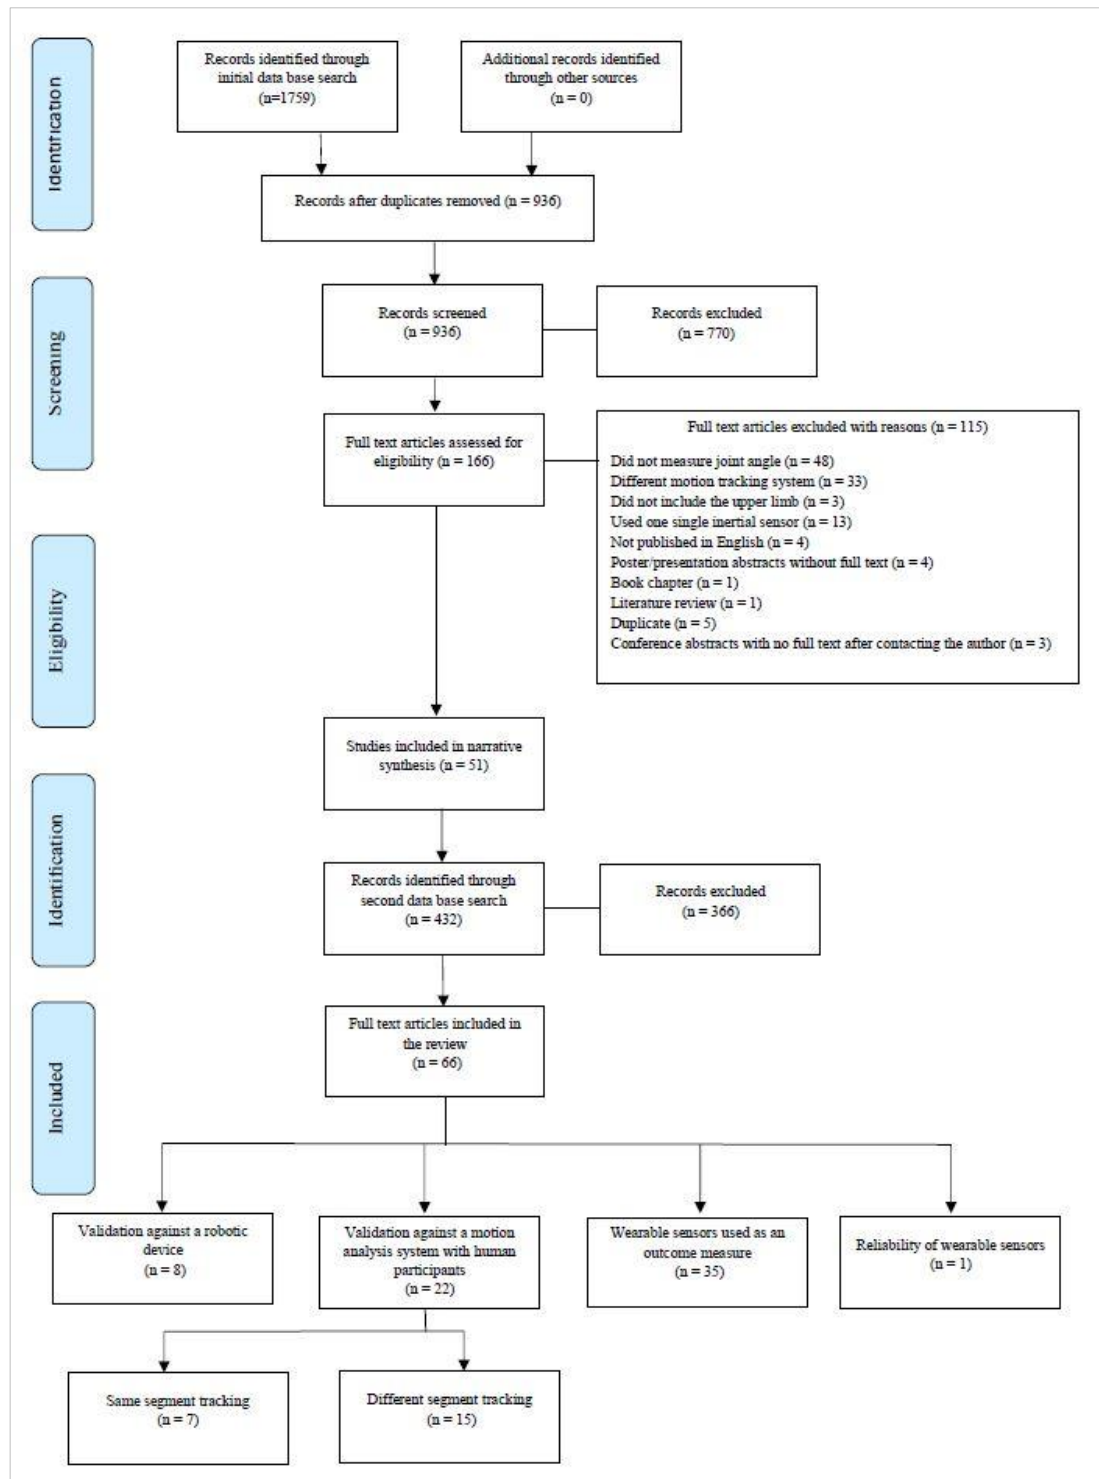 Identification
Records identified through
initial data base search
(n=1759)
Additional records identified
through other sources
(n = 0)
Records after duplicates removed (n = 936)
Screening
Records screened
(n = 936)
Records excluded
(n = 770)
Full text articles assessed for
eligibility (n = 166)
Full text articles excluded with reasons (n = 115)
Did not measure joint angle (n = 48)
Different motion tracking system (n = 33)
Did not include the upper limb (n = 3)
Used one single inertial sensor (n = 13)
Not published in English (n = 4)
Poster/presentation abstracts without full text (n = 4)
Book chapter (n = 1)
Literature review (n = 1)
Duplicate (n = 5)
Conference abstracts with no full text after contacting the author (n = 3)
Eligibility
Studies included in narrative
synthesis (n = 51)
Identification
Records identified through
second data base search
(n = 432)
Records excluded
(n = 366)
Included
Full text articles included in
the review
(n = 66)
Validation against a robotic
device
(n = 8)
Validation against a motion
analysis system with human
participants
(n = 22)
Wearable sensors used as an
outcome measure
(n = 35)
Reliability of wearable sensors
(n = 1)
Same segment tracking
(n = 7)
Different segment tracking
(n = 15)